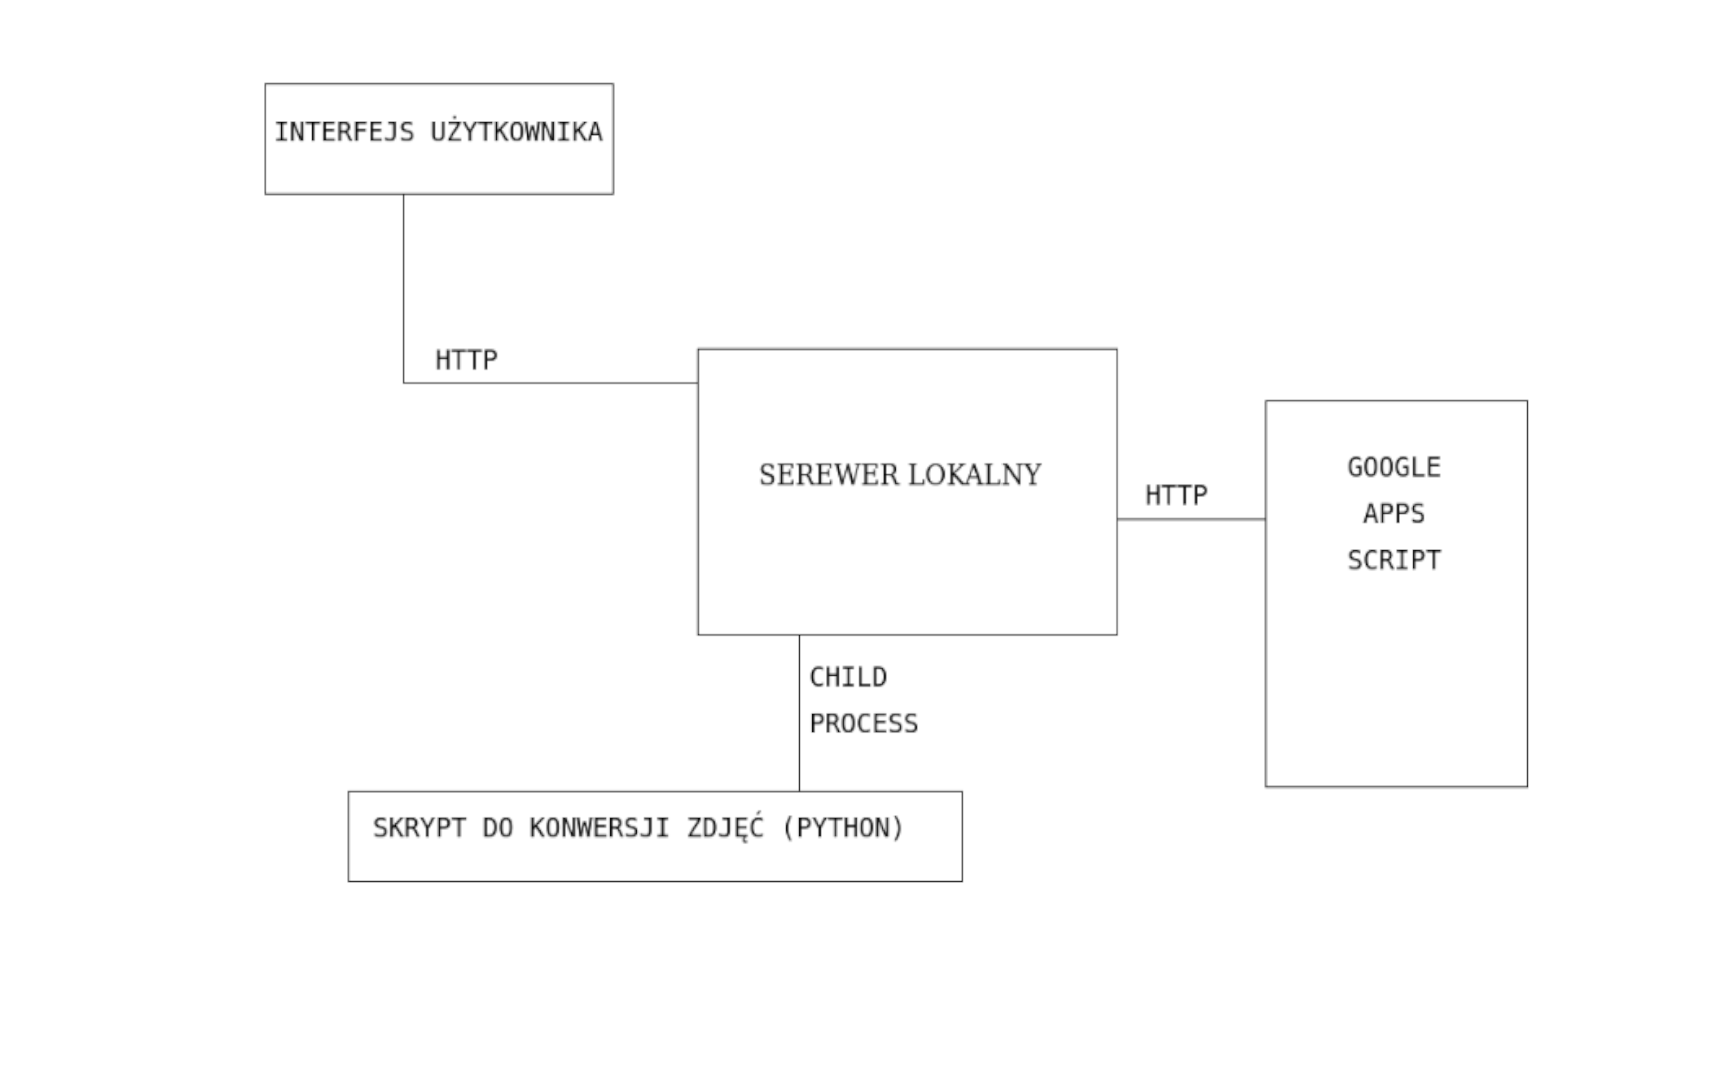 INTERFEJS UŻYTKOWNIKA
HTTP
SEREWER LOKALNY
HTTP
GOOGLE
APPS
SCRIPT
CHILD
PROCESS
SKRYPT DO KONWERSJI ZDJĘĆ (PYTHON)